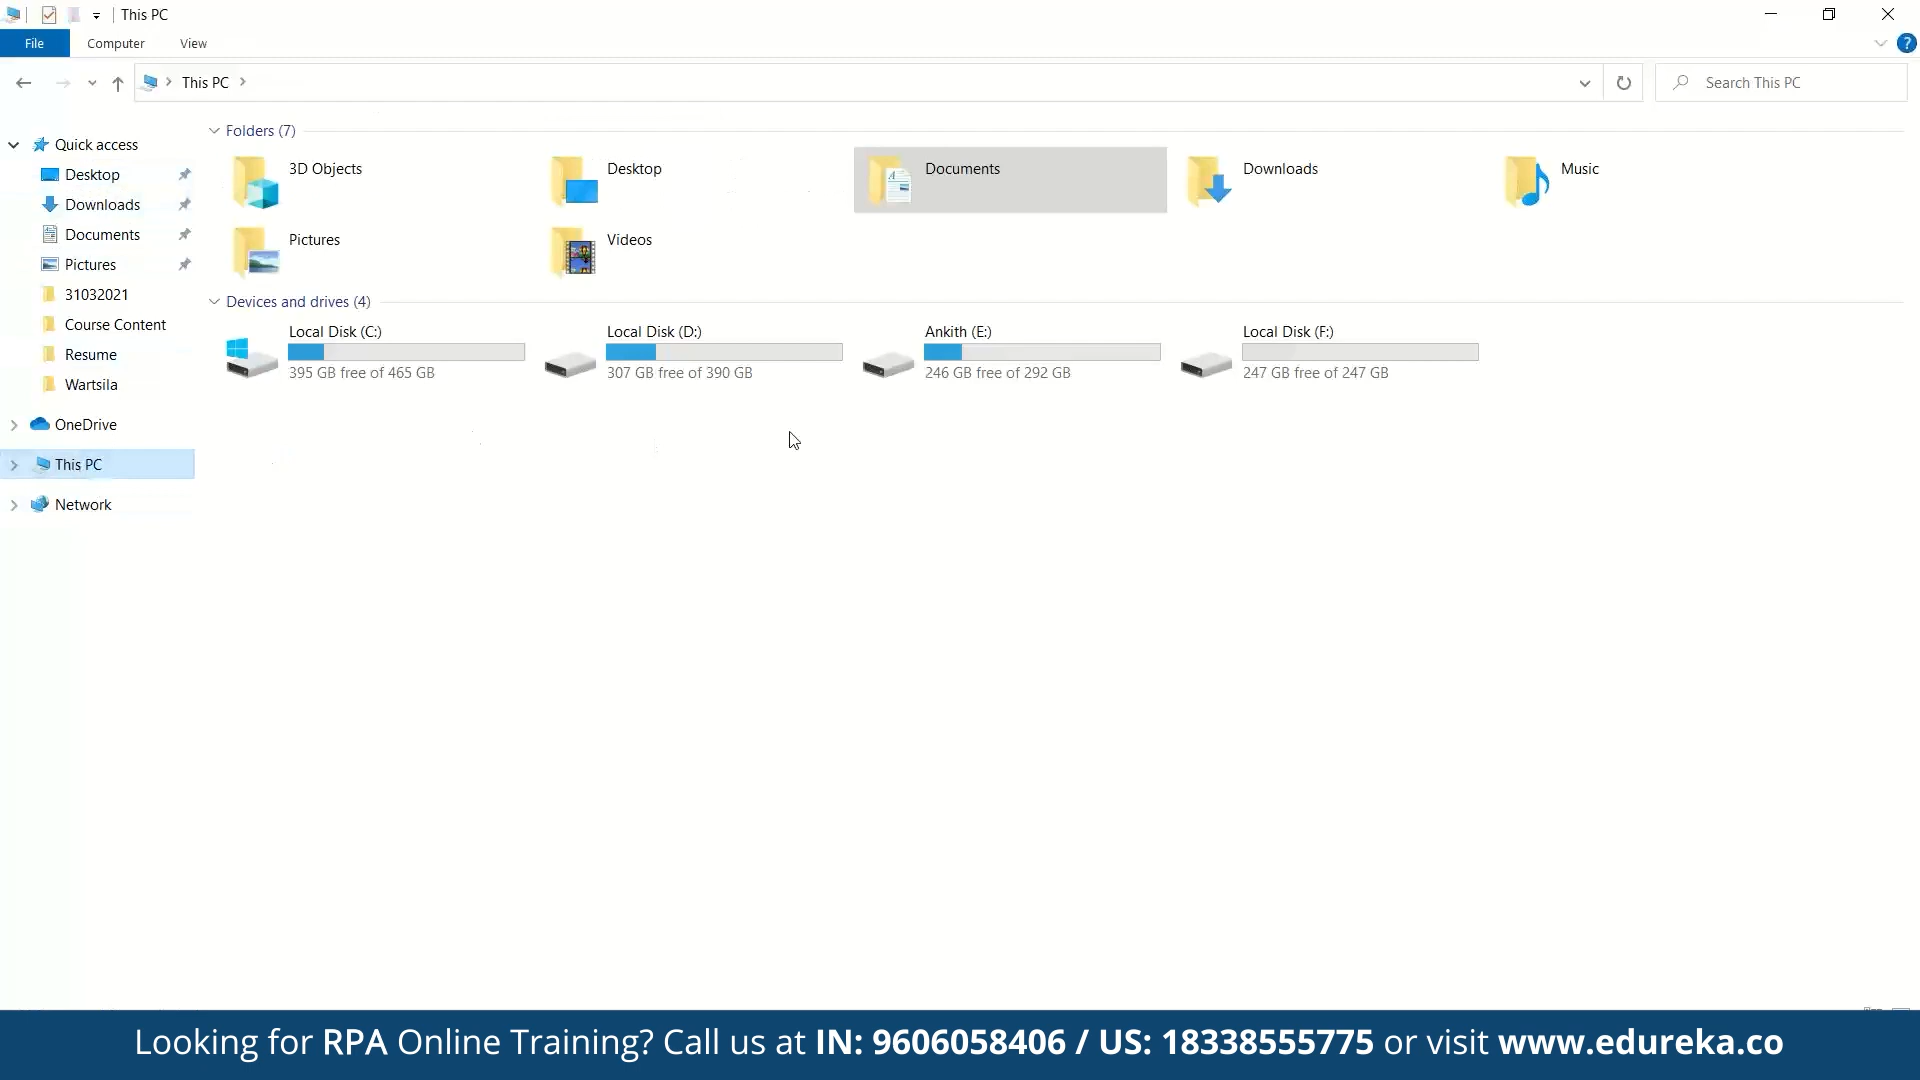 This PC
File Computer View
This PC
Search This PC
Quick access
Desktop
Downloads
Documents
Pictures
31032021
Course Content
Resume
Wartsila
OneDrive
This PC
Network
Folders (7)
3D Objects
Desktop
Documents
Downloads
Music
Pictures
Videos
Devices and drives (4)
Local Disk (C:)
395 GB free of 465 GB
Local Disk (D:)
307 GB free of 390 GB
Ankith (E:)
246 GB free of 292 GB
Local Disk (F:)
247 GB free of 247 GB
Looking for RPA Online Training? Call us at IN: 9606058406 / US: 18338555775 or visit www.edureka.co